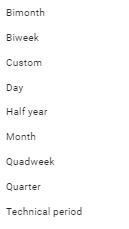 Bimonth
Biweek
Custom
Day
Half year
Month
Quadweek
Quarter
Technical period